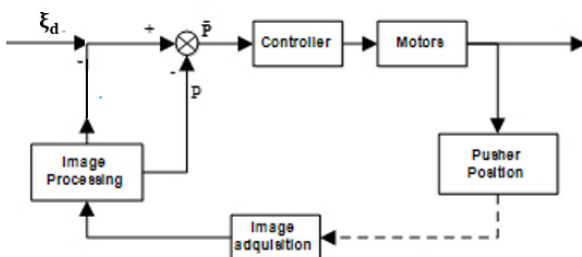 ξd
+
P̄
Controller
Motors
-
-
p
Image
Processing
Pusher
Position
Image
adquisition